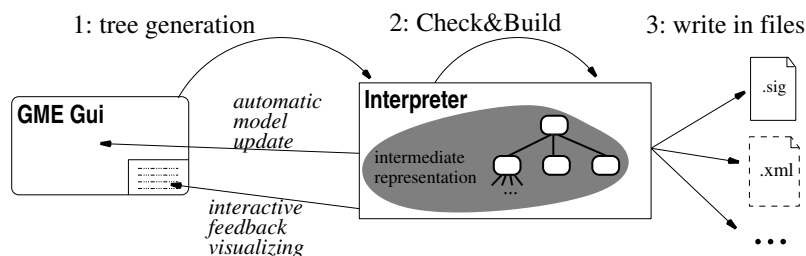 1: tree generation
2: Check&Build
3: write in files
GME Gui
automatic
model
update
interactive
feedback
visualizing
Interpreter
intermediate
representation
...
.sig
.xml
...